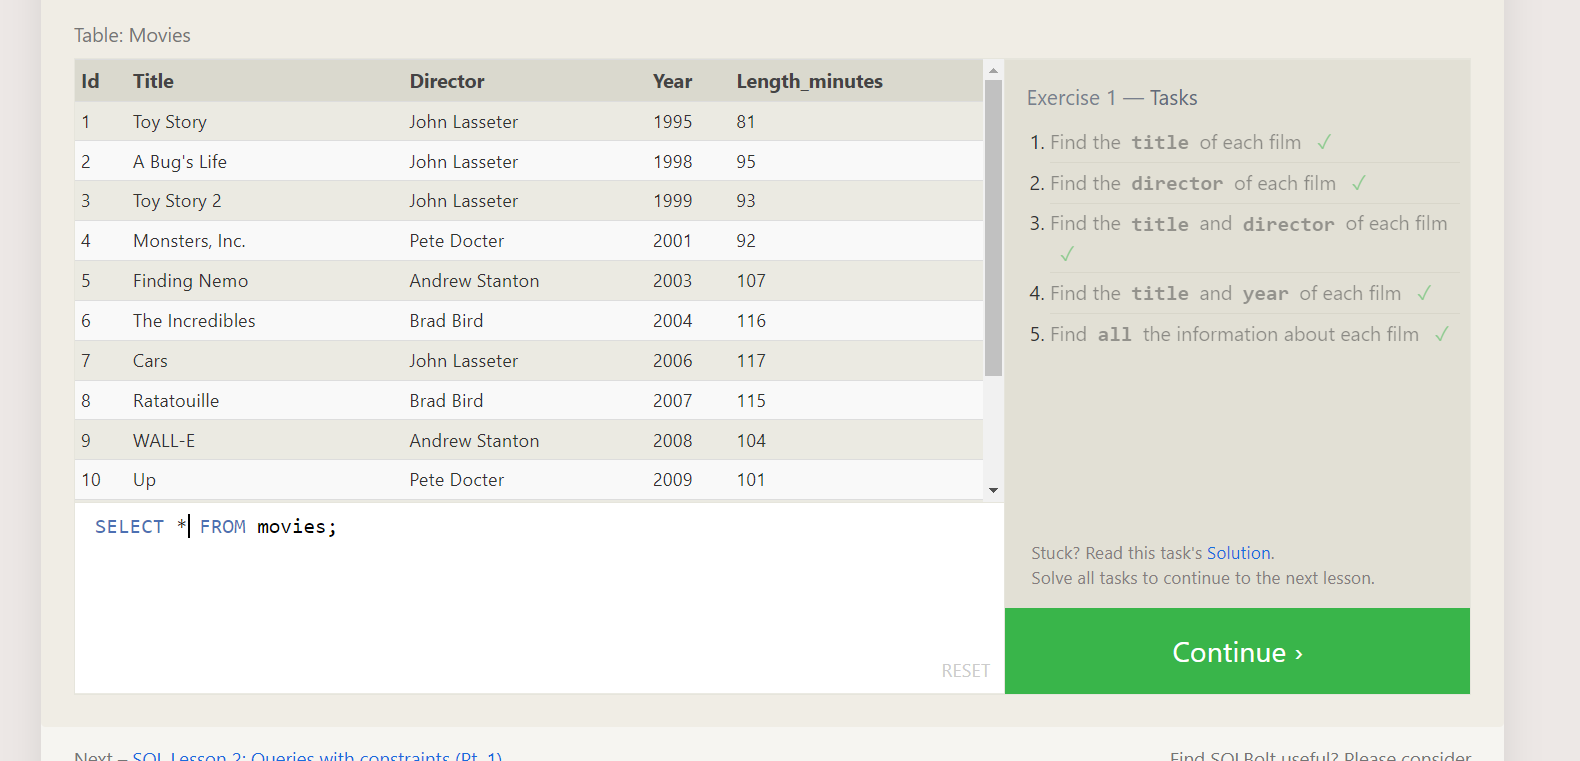 Table: Movies
Id Title Director Year Length_minutes
1 Toy Story John Lasseter 1995 81
2 A Bug's Life John Lasseter 1998 95
3 Toy Story 2 John Lasseter 1999 93
4 Monsters, Inc. Pete Docter 2001 92
5 Finding Nemo Andrew Stanton 2003 107
6 The Incredibles Brad Bird 2004 116
7 Cars John Lasseter 2006 117
8 Ratatouille Brad Bird 2007 115
9 WALL-E Andrew Stanton 2008 104
10 Up Pete Docter 2009 101
SELECT * FROM movies;
RESET
Exercise 1 — Tasks
1. Find the title of each film ✓
2. Find the director of each film ✓
3. Find the title and director of each film
✓
4. Find the title and year of each film ✓
5. Find all the information about each film ✓
Stuck? Read this task's Solution.
Solve all tasks to continue to the next lesson.
Continue ›
Next – SQL Lesson 2: Queries with constraints (Pt. 1)
Find SQLBolt useful? Please consider